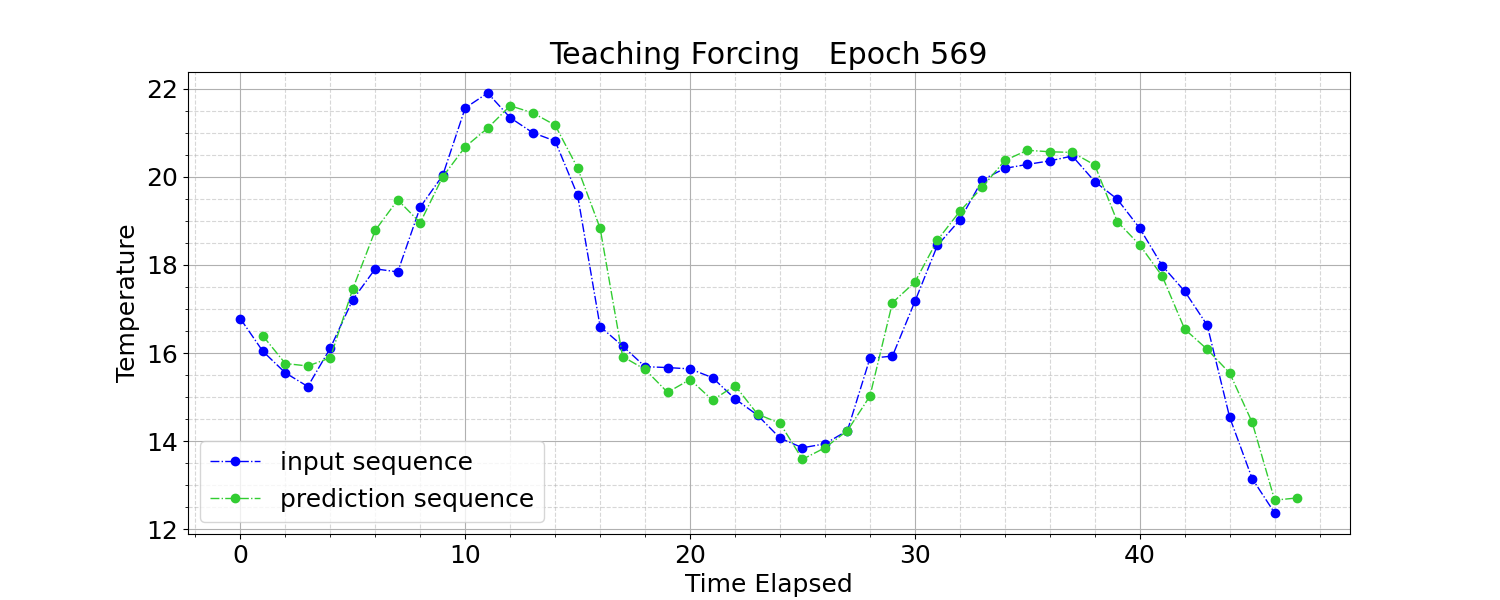 Teaching Forcing   Epoch 569
22
20
18
16
14
12
Temperature
input sequence
prediction sequence
0 10 20 30 40
Time Elapsed